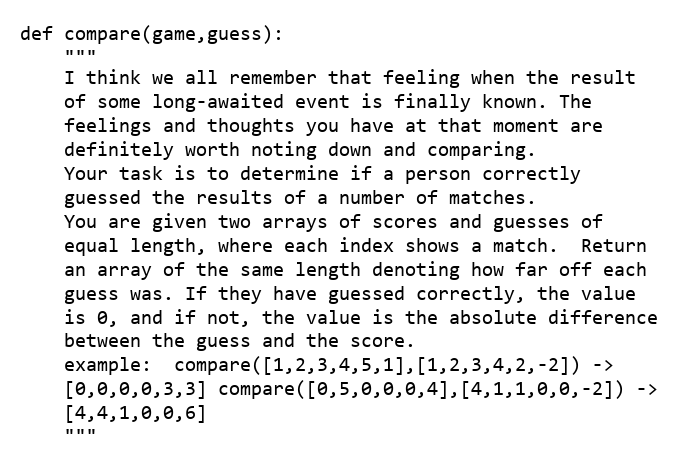 def compare(game,guess):
    """
    I think we all remember that feeling when the result
    of some long-awaited event is finally known. The
    feelings and thoughts you have at that moment are
    definitely worth noting down and comparing.
    Your task is to determine if a person correctly
    guessed the results of a number of matches.
    You are given two arrays of scores and guesses of
    equal length, where each index shows a match.  Return
    an array of the same length denoting how far off each
    guess was. If they have guessed correctly, the value
    is 0, and if not, the value is the absolute difference
    between the guess and the score.
    example:  compare([1,2,3,4,5,1],[1,2,3,4,2,-2]) ->
    [0,0,0,0,3,3] compare([0,5,0,0,0,4],[4,1,1,0,0,-2]) ->
    [4,4,1,0,0,6]
    """